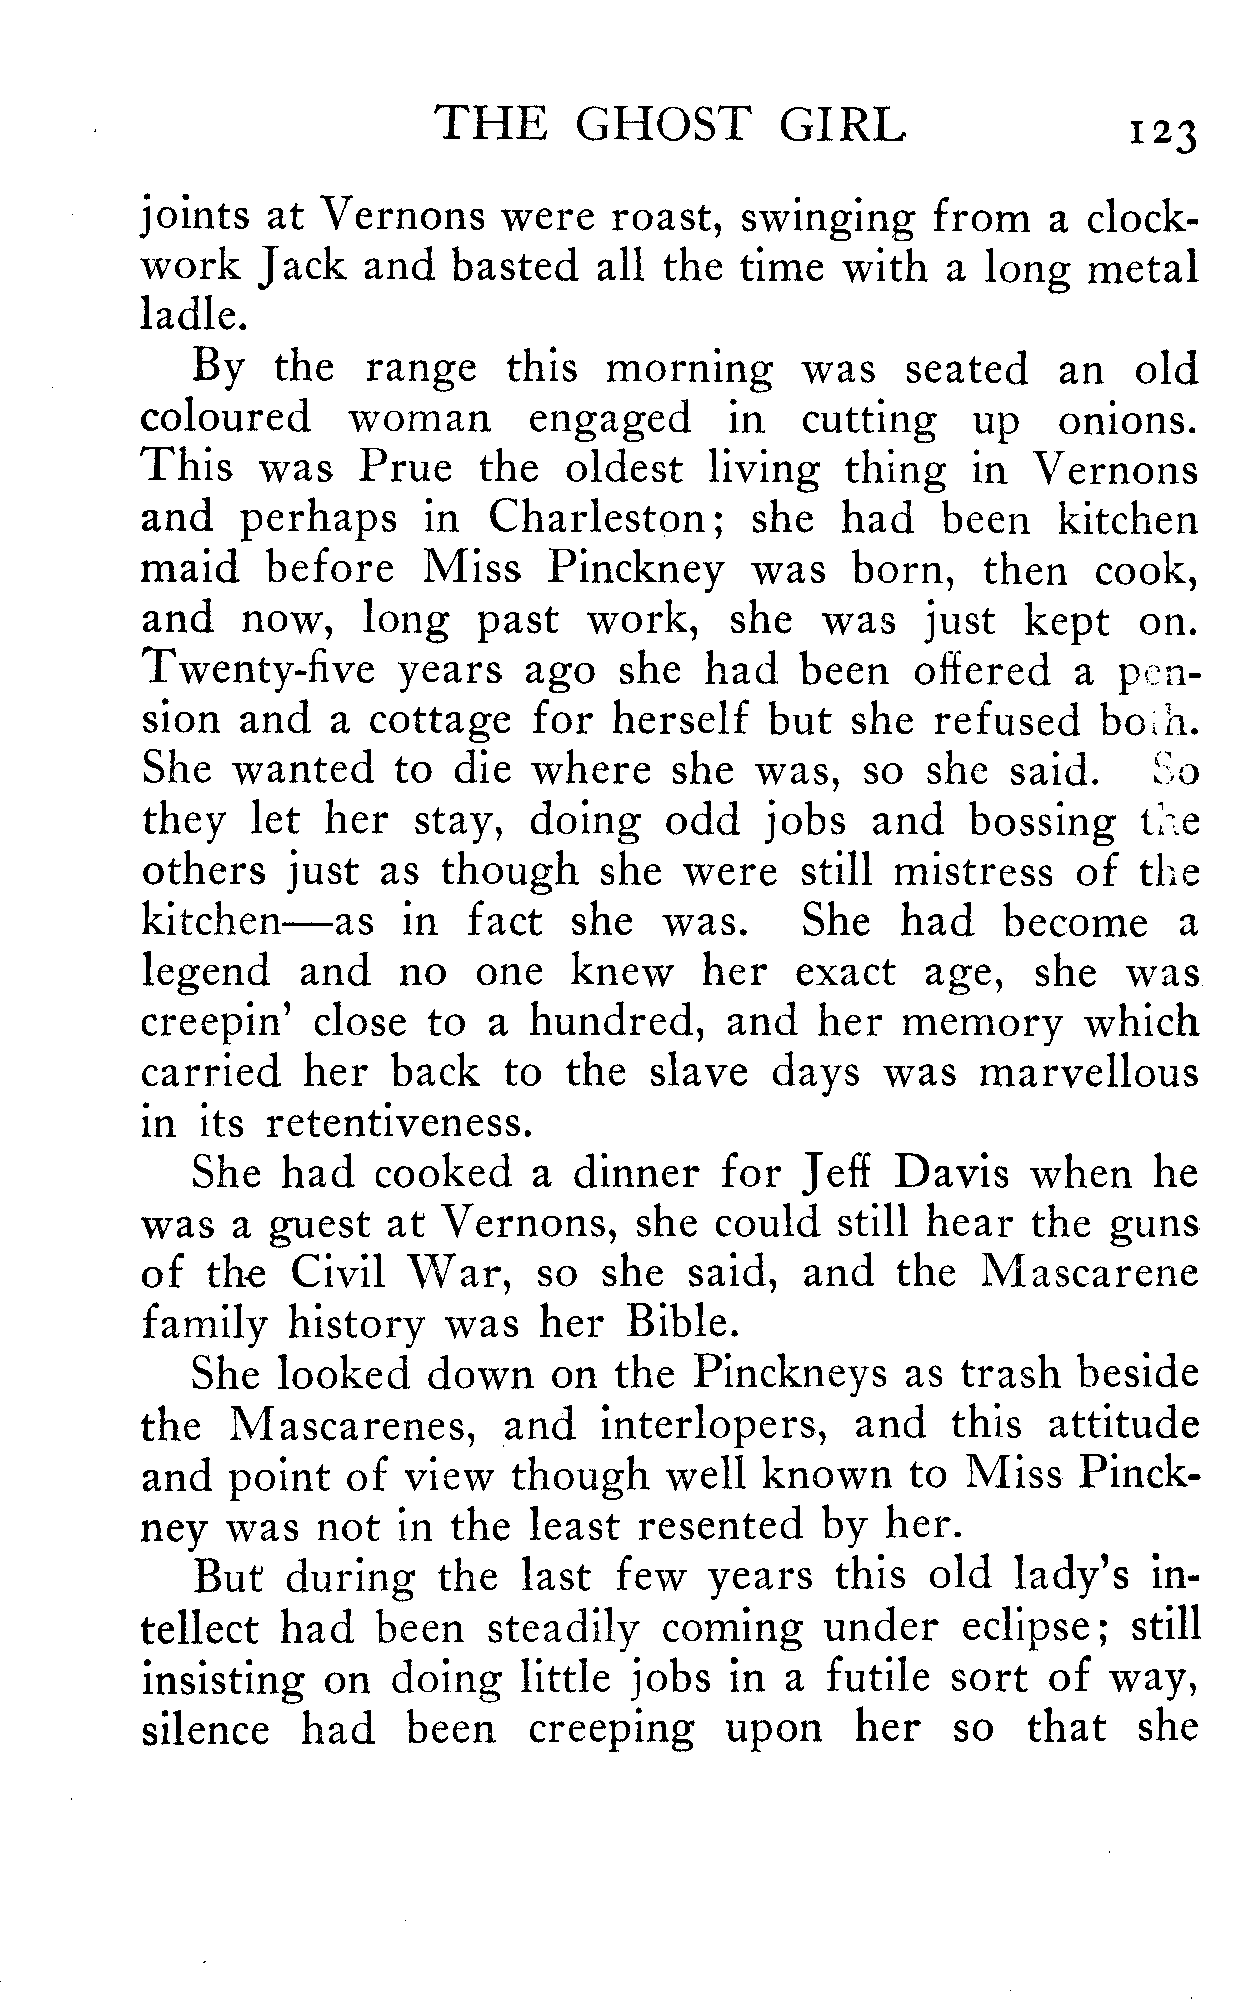 THE GHOST GIRL 123
joints at Vernons were roast, swinging from a clock-
work Jack and basted all the time with a long metal
ladle.
By the range this morning was seated an old
coloured woman engaged in cutting up onions.
This was Prue the oldest living thing in Vernons
and perhaps in Charleston; she had been kitchen
maid before Miss Pinckney was born, then cook,
and now, long past work, she was just kept on.
Twenty-five years ago she had been offered a pen-
sion and a cottage for herself but she refused both.
She wanted to die where she was, so she said. So
they let her stay, doing odd jobs and bossing the
others just as though she were still mistress of the
kitchen—as in fact she was. She had become a
legend and no one knew her exact age, she was
creepin' close to a hundred, and her memory which
carried her back to the slave days was marvellous
in its retentiveness.
She had cooked a dinner for Jeff Davis when he
was a guest at Vernons, she could still hear the guns
of the Civil War, so she said, and the Mascarene
family history was her Bible.
She looked down on the Pinckneys as trash beside
the Mascarenes, and interlopers, and this attitude
and point of view though well known to Miss Pinck-
ney was not in the least resented by her.
But during the last few years this old lady's in-
tellect had been steadily coming under eclipse; still
insisting on doing little jobs in a futile sort of way,
silence had been creeping upon her so that she